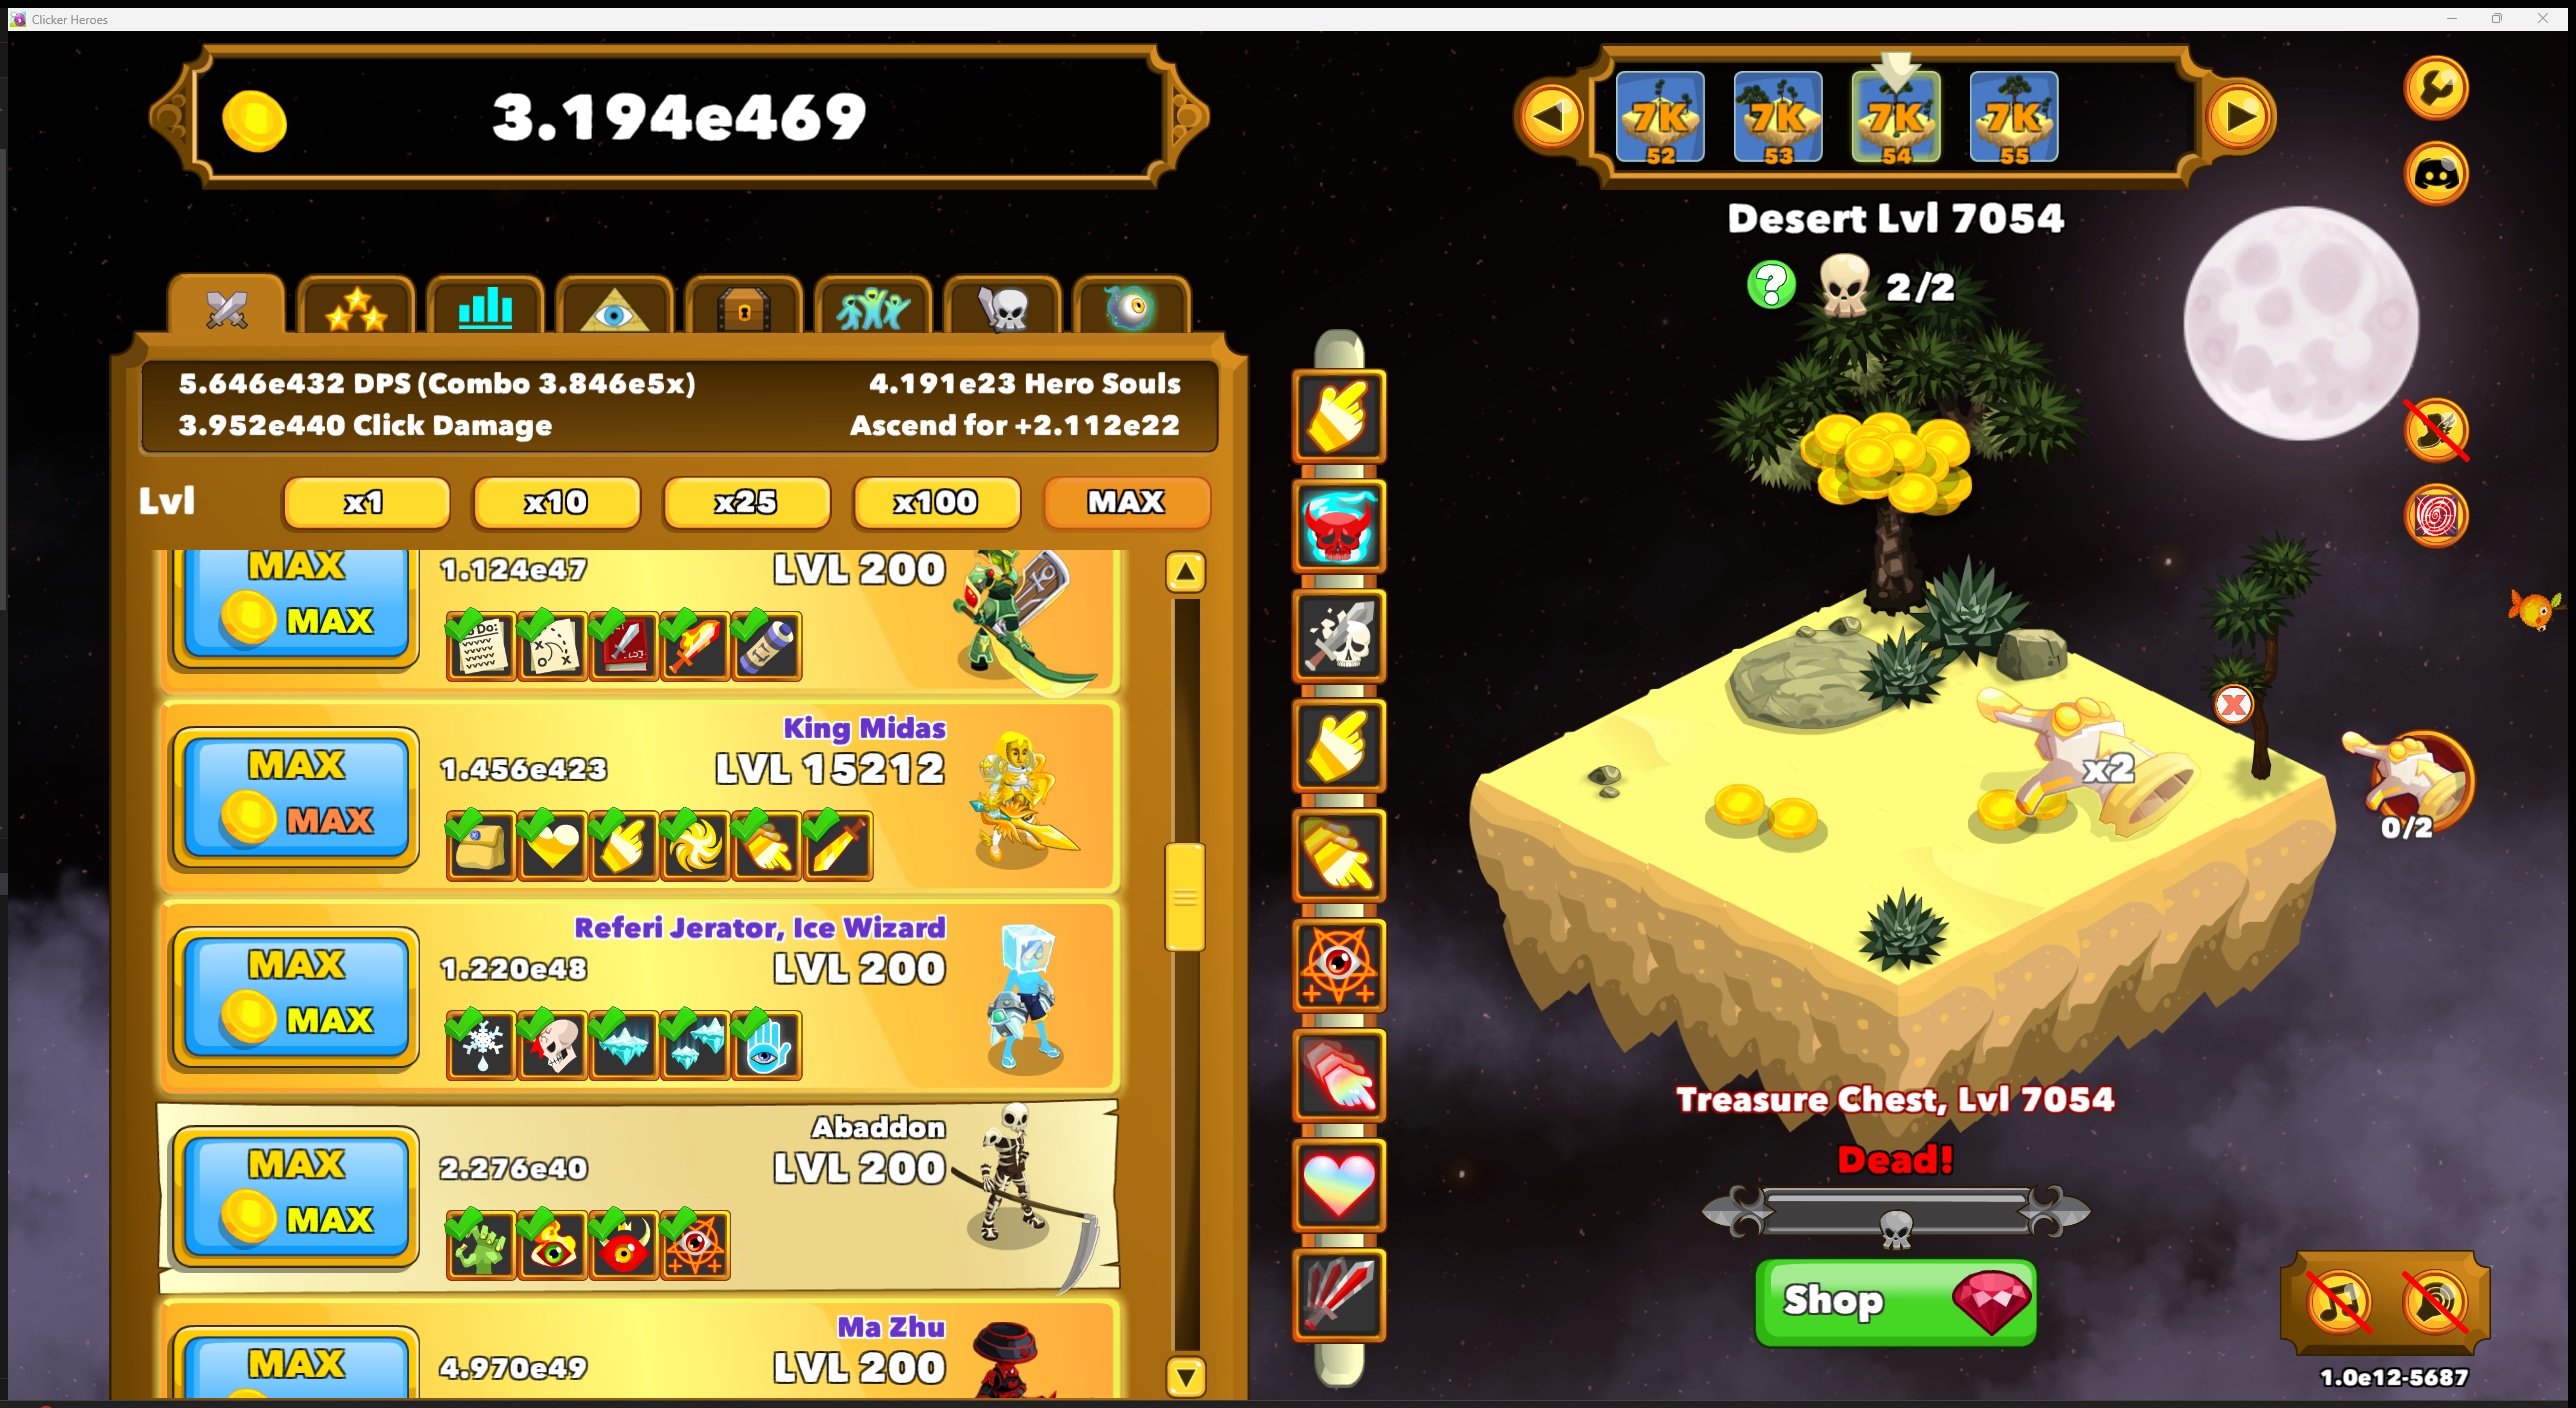 Clicker Heroes
3.194e469
7K
52
7K
53
7K
54
7K
55
Desert Lvl 7054
2/2
5.646e432 DPS (Combo 3.846e5x)
4.191e23 Hero Souls
3.952e440 Click Damage
Ascend for +2.112e22
Lvl
x1
x10
x25
x100
MAX
MAX
MAX
1.124e47
LVL 200
Do:
King Midas
MAX
MAX
1.456e423
LVL 15212
Referi Jerator, Ice Wizard
MAX
MAX
1.220e48
LVL 200
Abaddon
MAX
MAX
2.276e40
LVL 200
Ma Zhu
MAX
4.970e49
LVL 200
x2
0/2
Treasure Chest, Lvl 7054
Dead!
Shop
1.0e12-5687